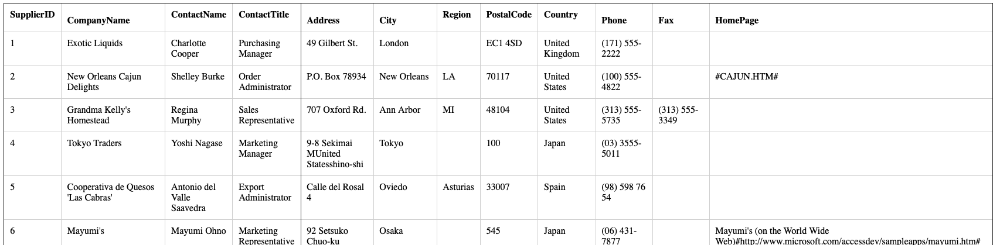 SupplierID CompanyName ContactName ContactTitle Address City Region PostalCode Country Phone Fax HomePage
1 Exotic Liquids Charlotte Purchasing 49 Gilbert St. London EC1 4SD United (171) 555-
Cooper Manager Kingdom 2222
2 New Orleans Cajun Shelley Burke Order P.O. Box 78934 New Orleans LA 70117 United (100) 555- #CAJUN.HTM#
Delights Administrator States 4822
3 Grandma Kelly's Regina Sales 707 Oxford Rd. Ann Arbor MI 48104 United (313) 555- (313) 555-
Homestead Murphy Representative States 5735 3349
4 Tokyo Traders Yoshi Nagase Marketing 9-8 Sekimai Tokyo 100 Japan (03) 3555-
Manager MUnited 5011
Statesshino-shi
5 Cooperativa de Quesos Antonio del Export Calle del Rosal Oviedo Asturias 33007 Spain (98) 598 76
'Las Cabras' Valle Administrator 4 54
Saavedra
6 Mayumi's Mayumi Ohno Marketing 92 Setsuko Osaka 545 Japan (06) 431- Mayumi's (on the World Wide
Representative Chuo-ku 7877 Web)#http://www.microsoft.com/accessdev/sampleapps/mayumi.htm#